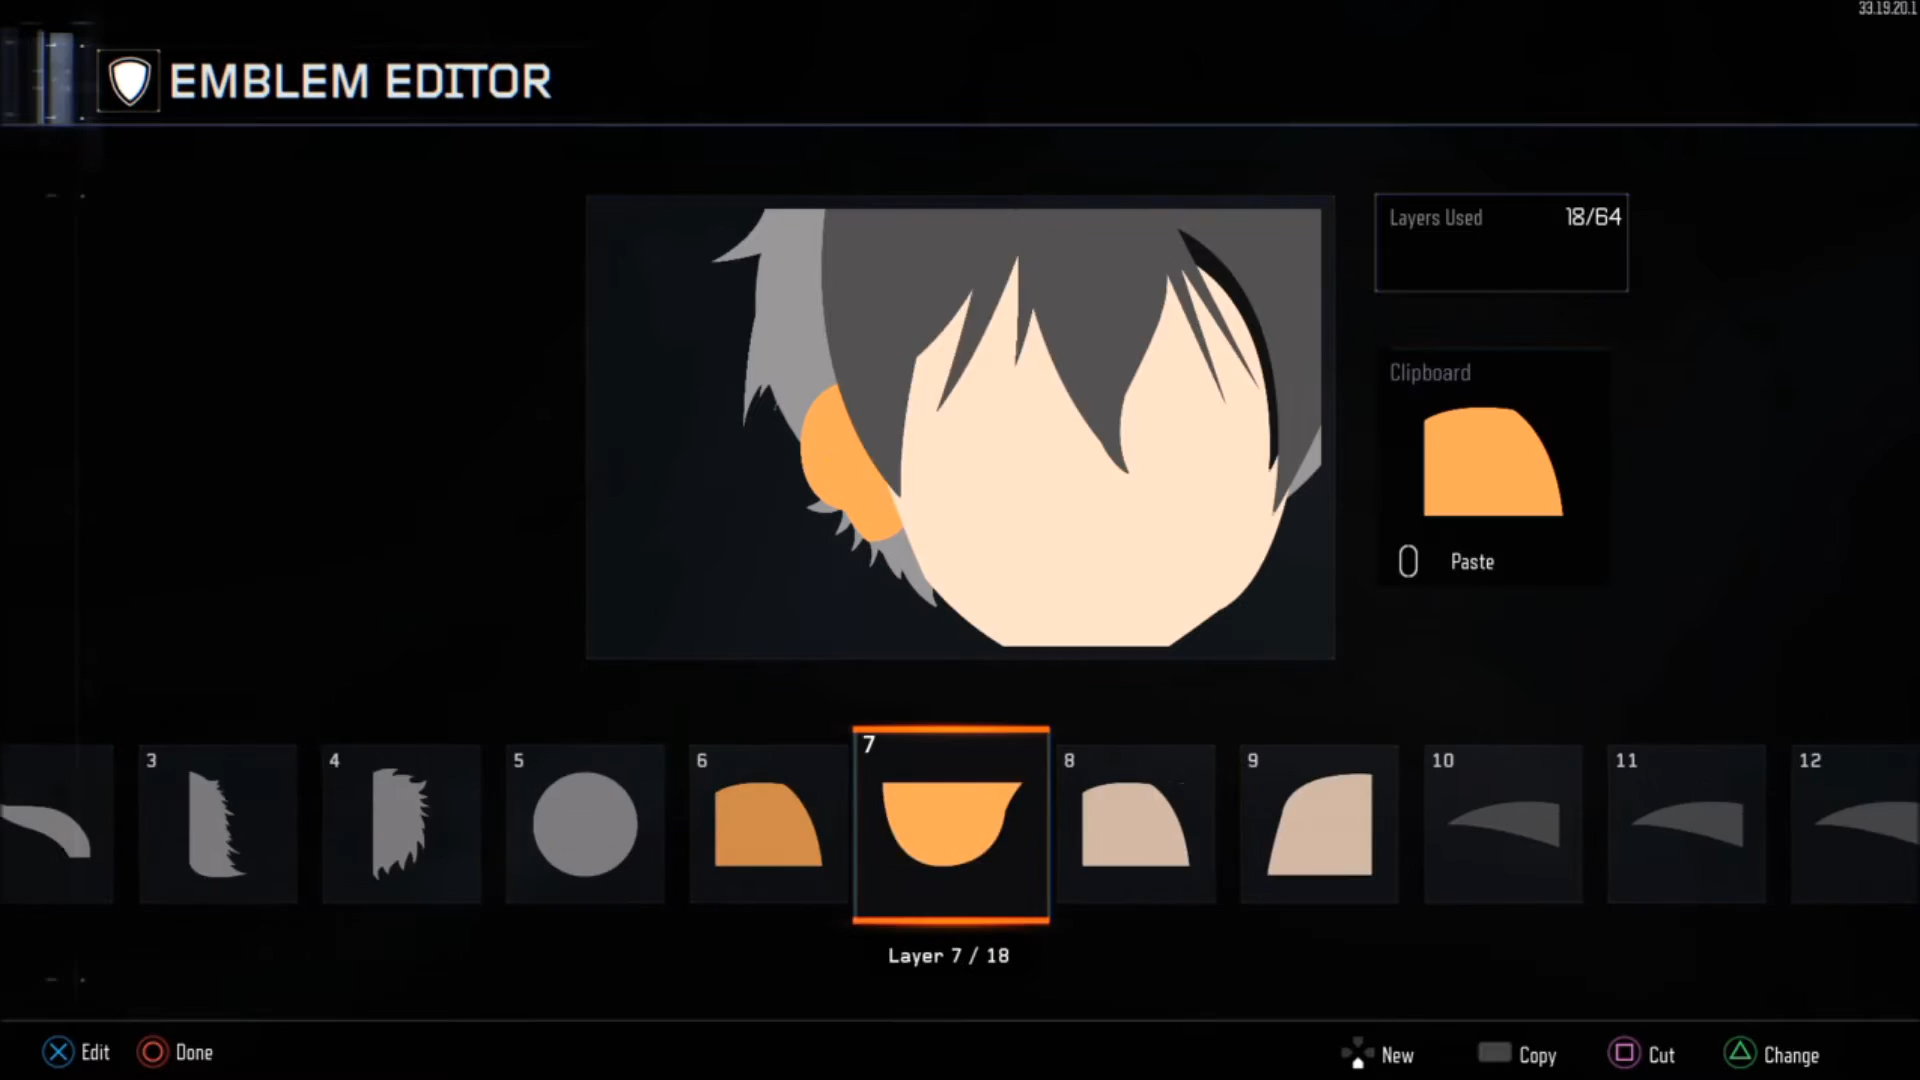 33.19.20.1
EMBLEM EDITOR
Layers Used 18/64
Clipboard
Paste
3 4 5 6 7 8 9 10 11 12
Layer 7 / 18
Edit Done New Copy Cut Change